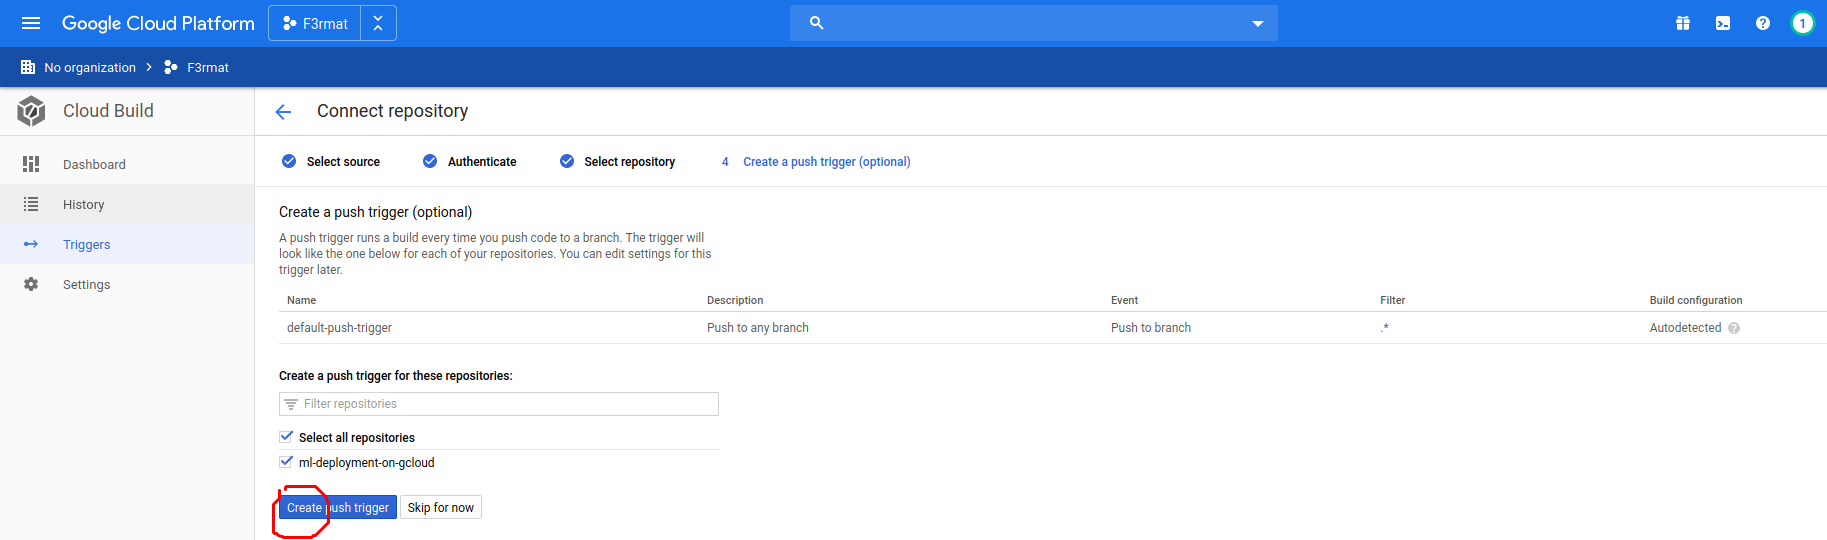 Google Cloud Platform F3rmat 1
No organization F3rmat
Cloud Build Connect repository
Dashboard
History
Triggers
Settings
Select source Authenticate Select repository 4 Create a push trigger (optional)
Create a push trigger (optional)
A push trigger runs a build every time you push code to a branch. The trigger will
look like the one below for each of your repositories. You can edit settings for this
trigger later.
Name Description Event Filter Build configuration
default-push-trigger Push to any branch Push to branch .* Autodetected ?
Create a push trigger for these repositories:
Filter repositories
Select all repositories
ml-deployment-on-gcloud
Create push trigger Skip for now